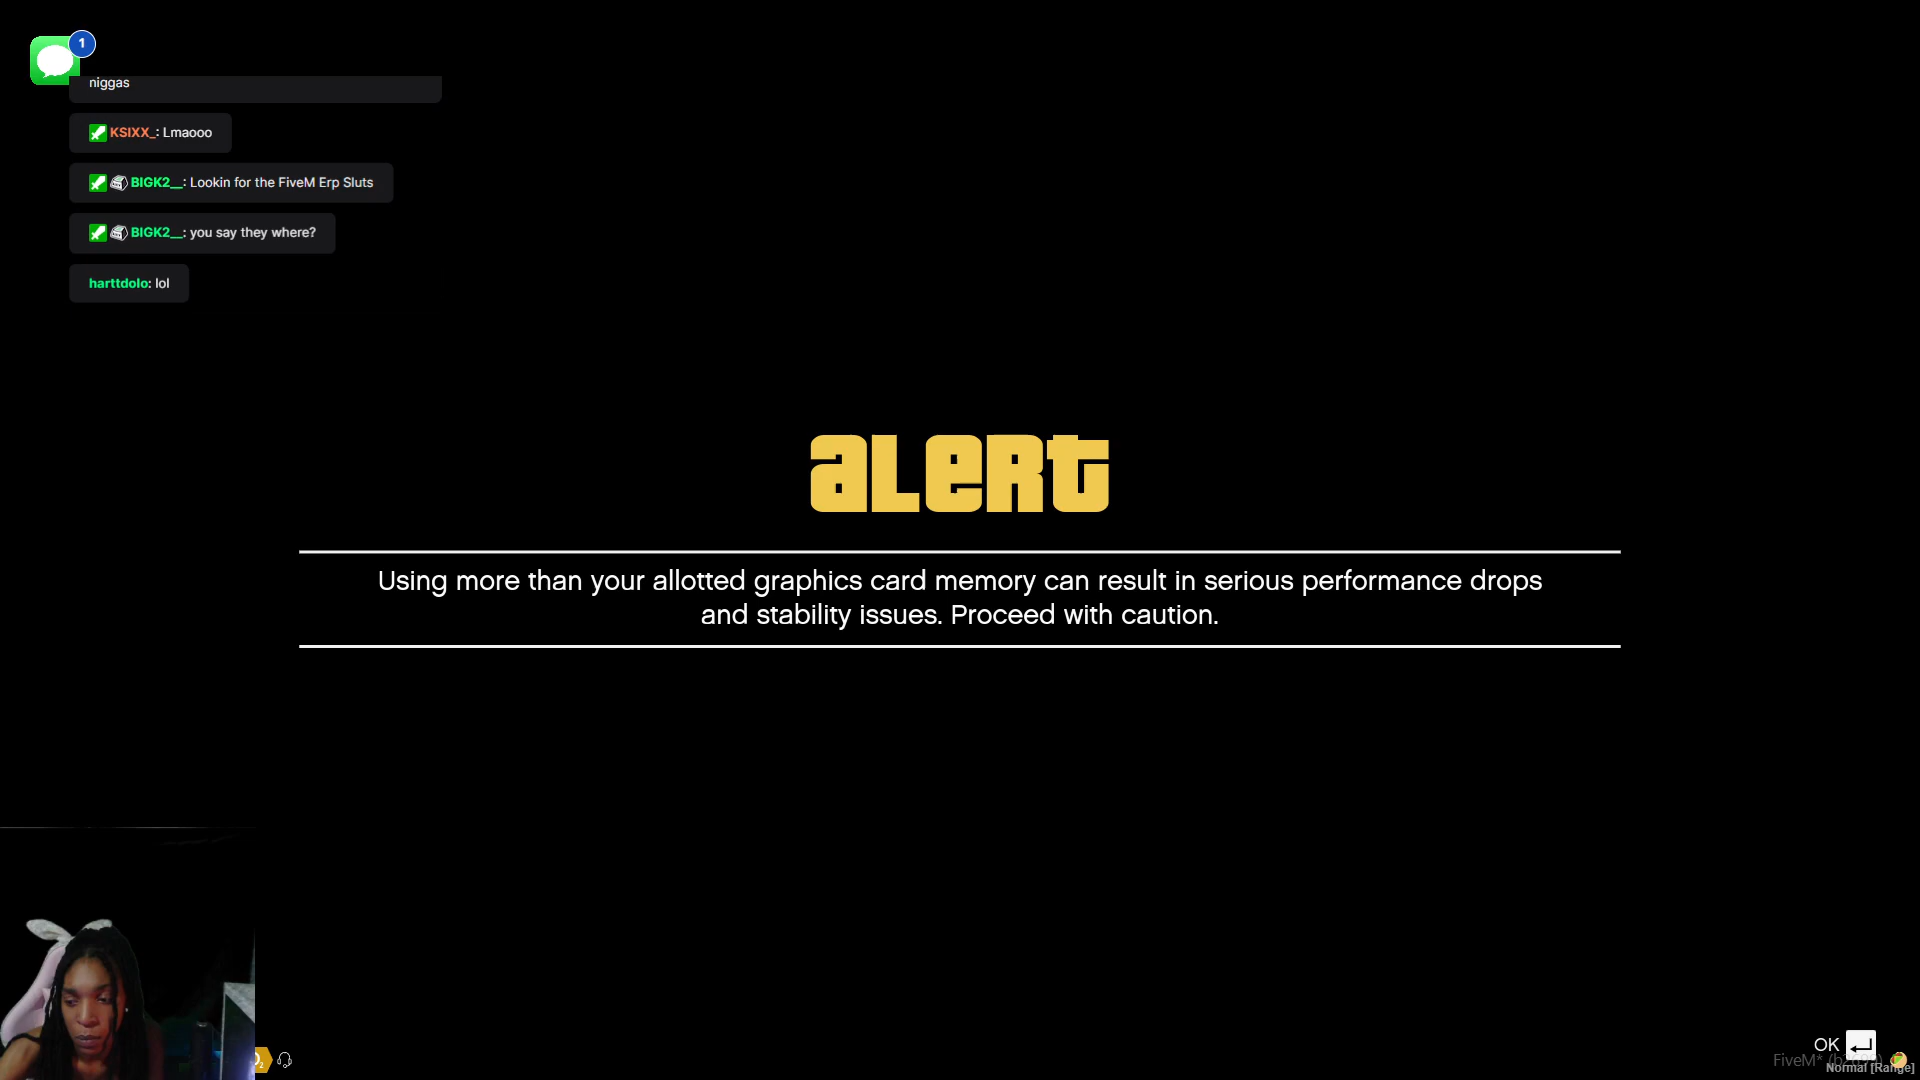 1
niggas
KSIXX_: Lmaooo
BIGK2__: Lookin for the FiveM Erp Sluts
BIGK2__: you say they where?
harttdolo: lol
aLeRt
Using more than your allotted graphics card memory can result in serious performance drops
and stability issues. Proceed with caution.
OK
FiveM*
Normal [Range]